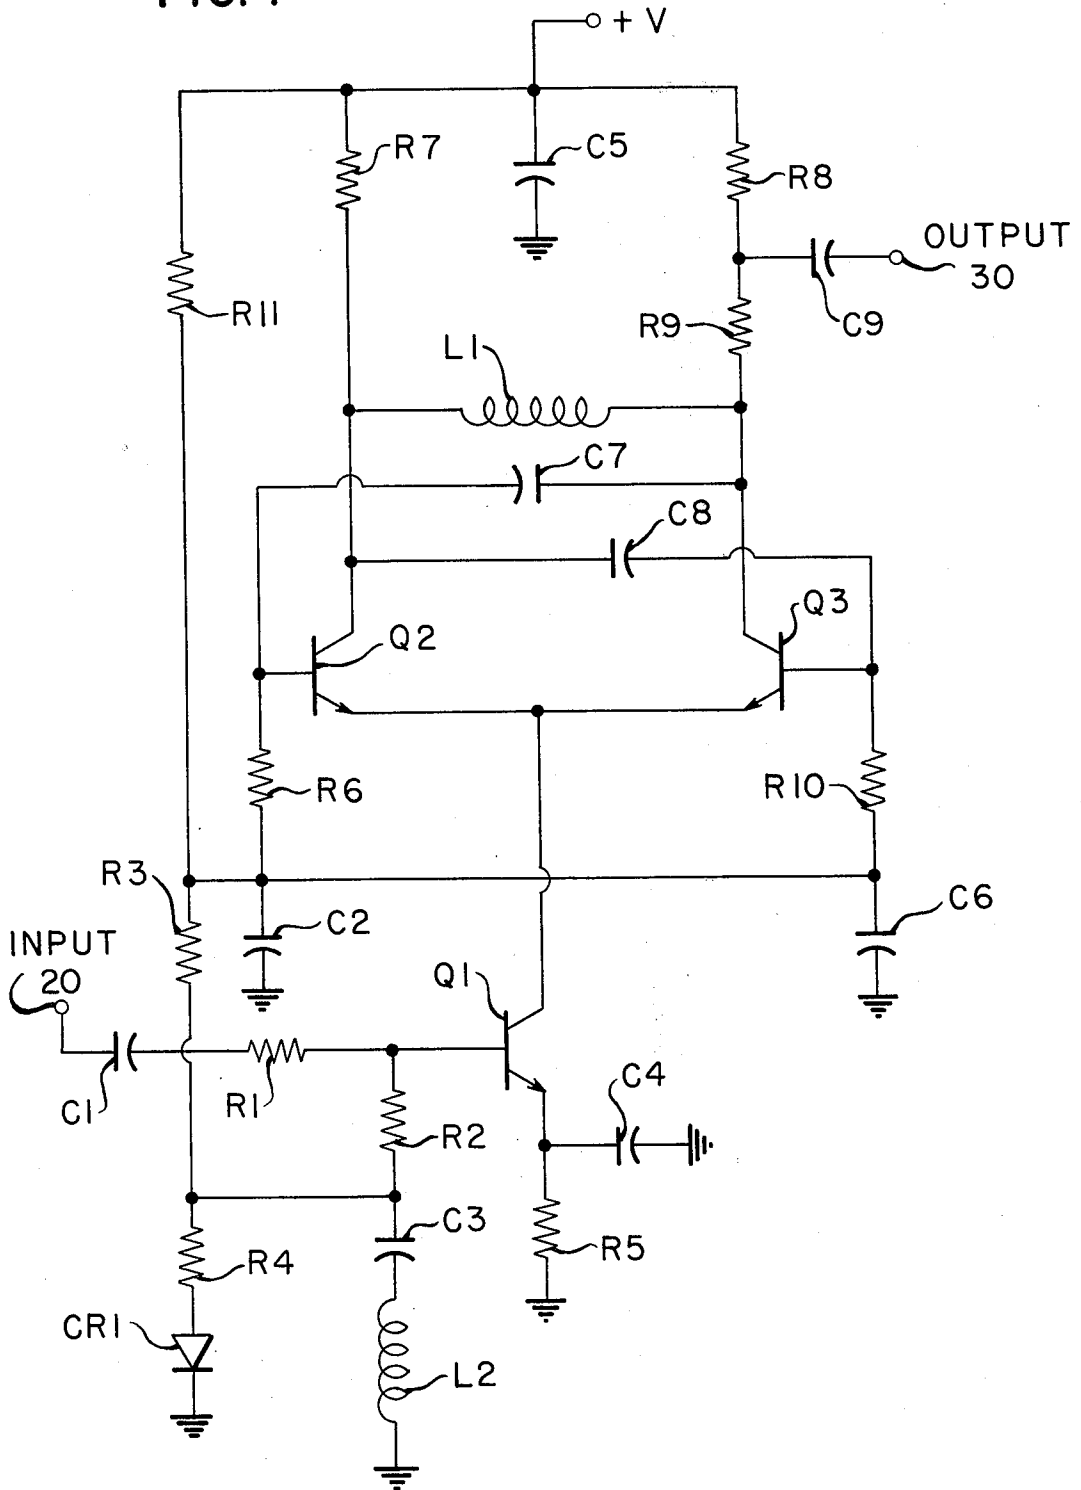 + V
R7
C5
R8
OUTPUT
30
R11
R9
C9
L1
C7
C8
Q3
Q2
R6
R10
R3
C2
C6
INPUT
20
Q1
C1
R1
C4
R2
C3
R5
R4
CR1
L2